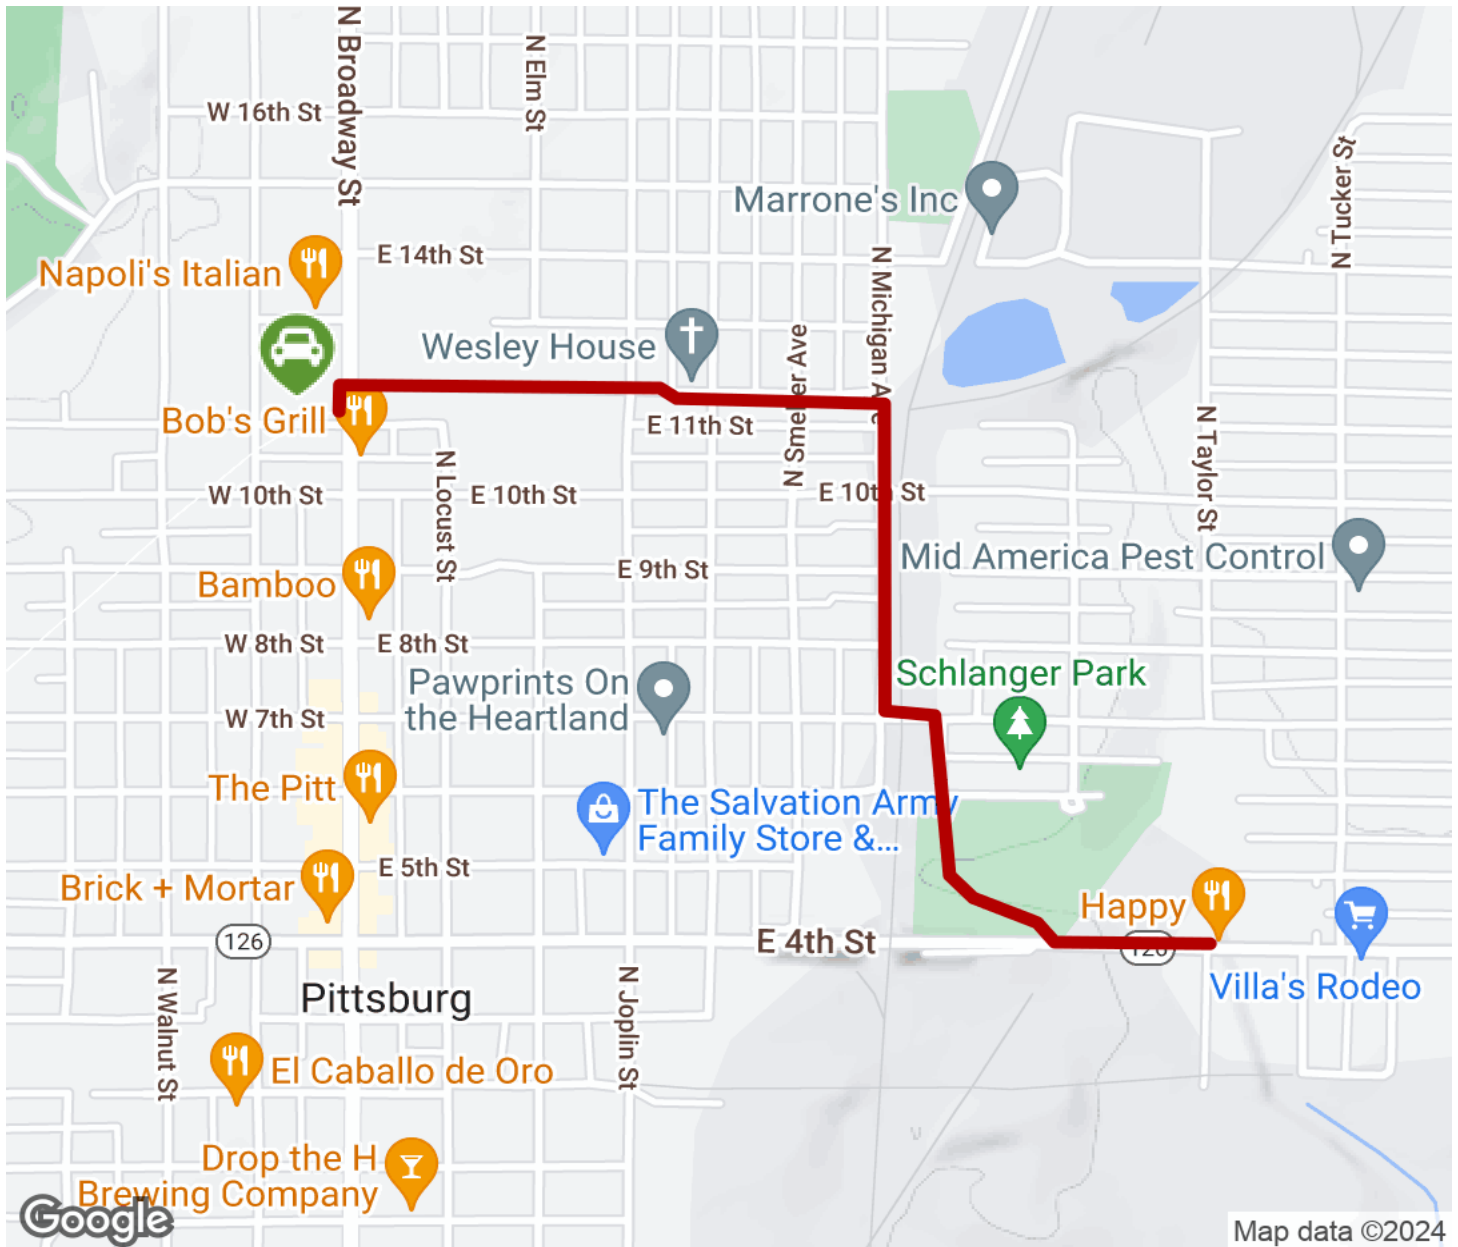 N Broadway St
N Elm St
W 16th St
N Tucker St
Marrone's Inc
E 14th St
Napoli's Italian
N Michigan Ave
Wesley House
N Smelter Ave
Bob's Grill
E 11th St
N Taylor St
N Locust St
W 10th St
E 10th St
E 10th St
Mid America Pest Control
E 9th St
Bamboo
W 8th St
E 8th St
Schlanger Park
Pawprints On
the Heartland
W 7th St
The Pitt
The Salvation Army
Family Store &...
E 5th St
Brick + Mortar
Happy
126
E 4th St
126
N Walnut St
Pittsburg
N Joplin St
Villa's Rodeo
El Caballo de Oro
Drop the H
Brewing Company
Google
Map data ©2024